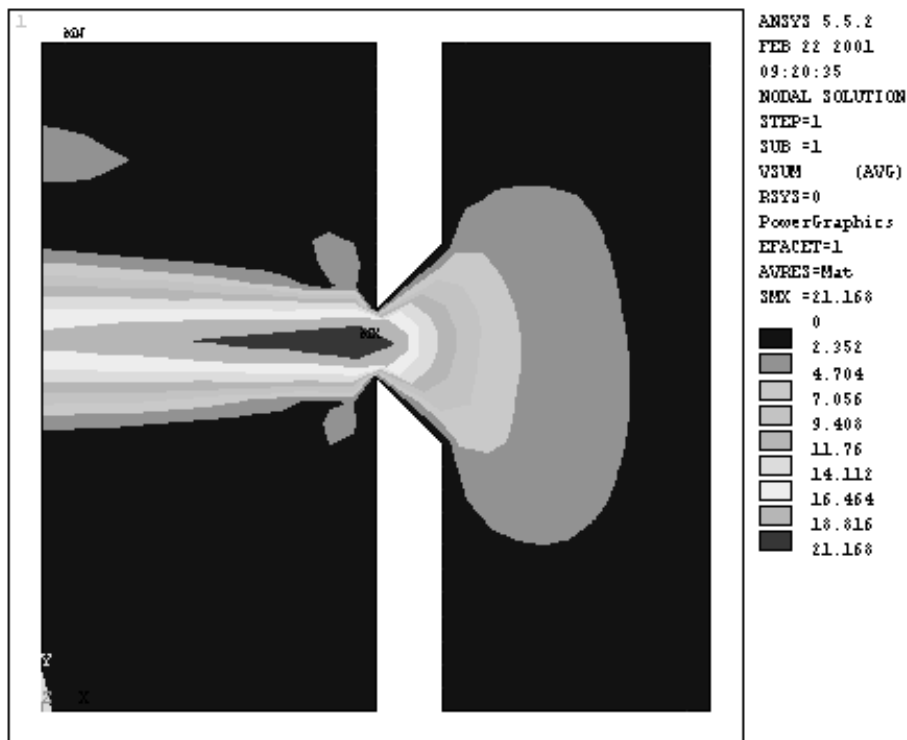 1
MN
MX
Y
Z X
ANSYS 5.5.2
FEB 22 2001
09:20:35
NODAL SOLUTION
STEP=1
SUB =1
VSUM (AVG)
RSYS=0
PowerGraphics
EFACET=1
AVRES=Mat
SMX =21.168
0
2.352
4.704
7.056
9.408
11.76
14.112
16.464
18.816
21.168